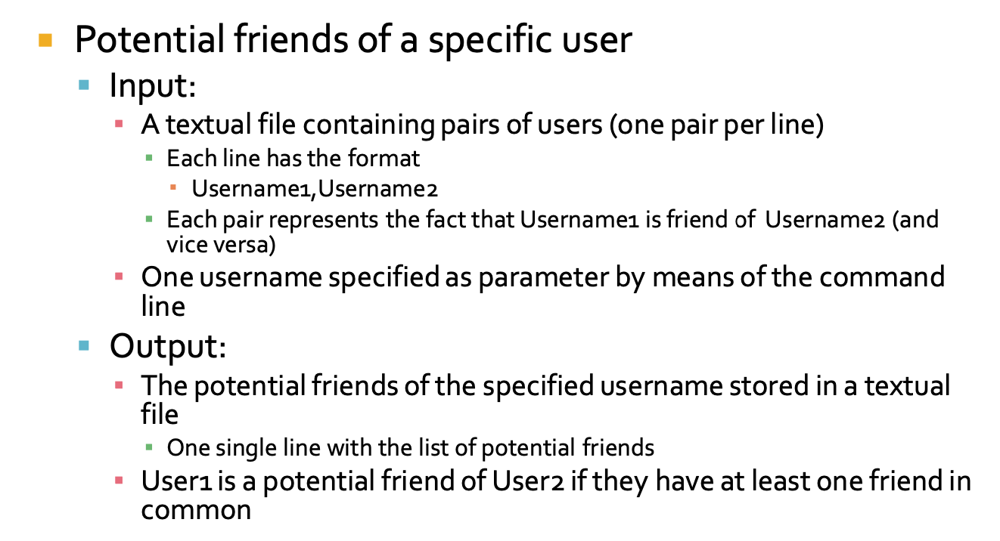 Potential friends of a specific user
Input:
A textual file containing pairs of users (one pair per line)
Each line has the format
Username1,Username2
Each pair represents the fact that Username1 is friend of Username2 (and
vice versa)
One username specified as parameter by means of the command
line
Output:
The potential friends of the specified username stored in a textual
file
One single line with the list of potential friends
User1 is a potential friend of User2 if they have at least one friend in
common